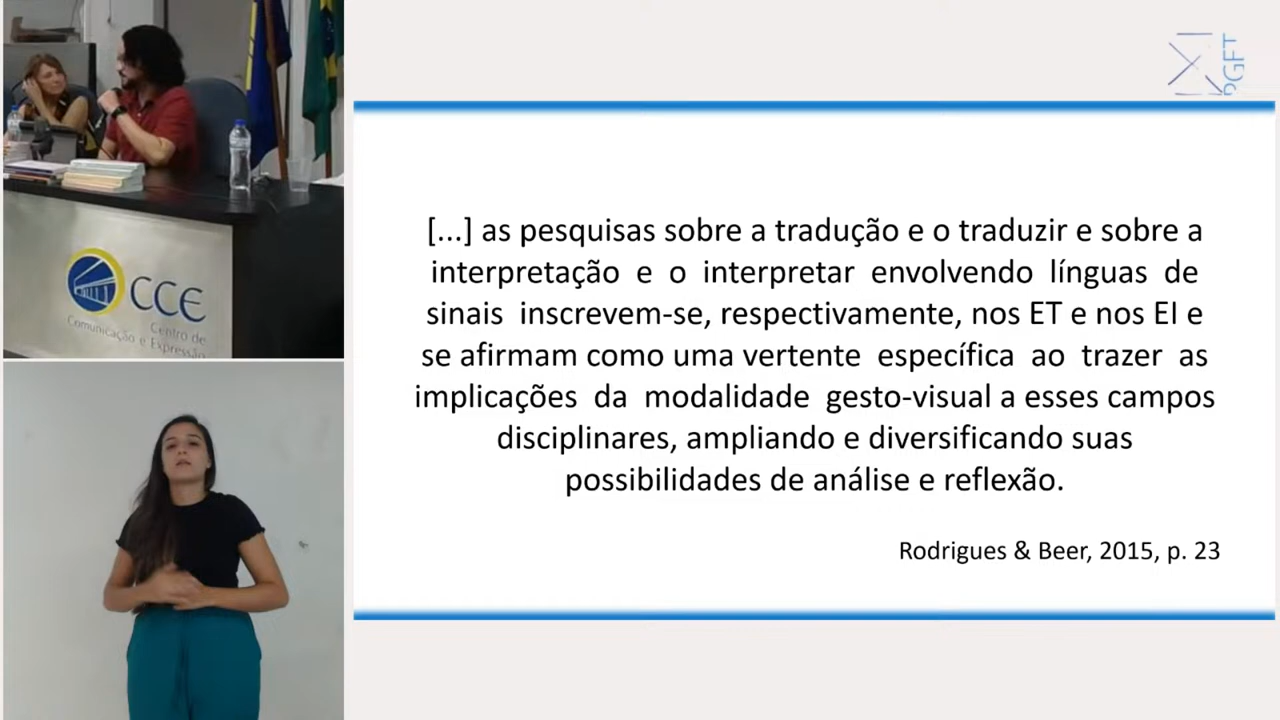 CCE
Centro de
Comunicação e Expressão
PGET
[...] as pesquisas sobre a tradução e o traduzir e sobre a
interpretação e o interpretar envolvendo línguas de
sinais inscrevem-se, respectivamente, nos ET e nos EI e
se afirmam como uma vertente específica ao trazer as
implicações da modalidade gesto-visual a esses campos
disciplinares, ampliando e diversificando suas
possibilidades de análise e reflexão.
Rodrigues & Beer, 2015, p. 23